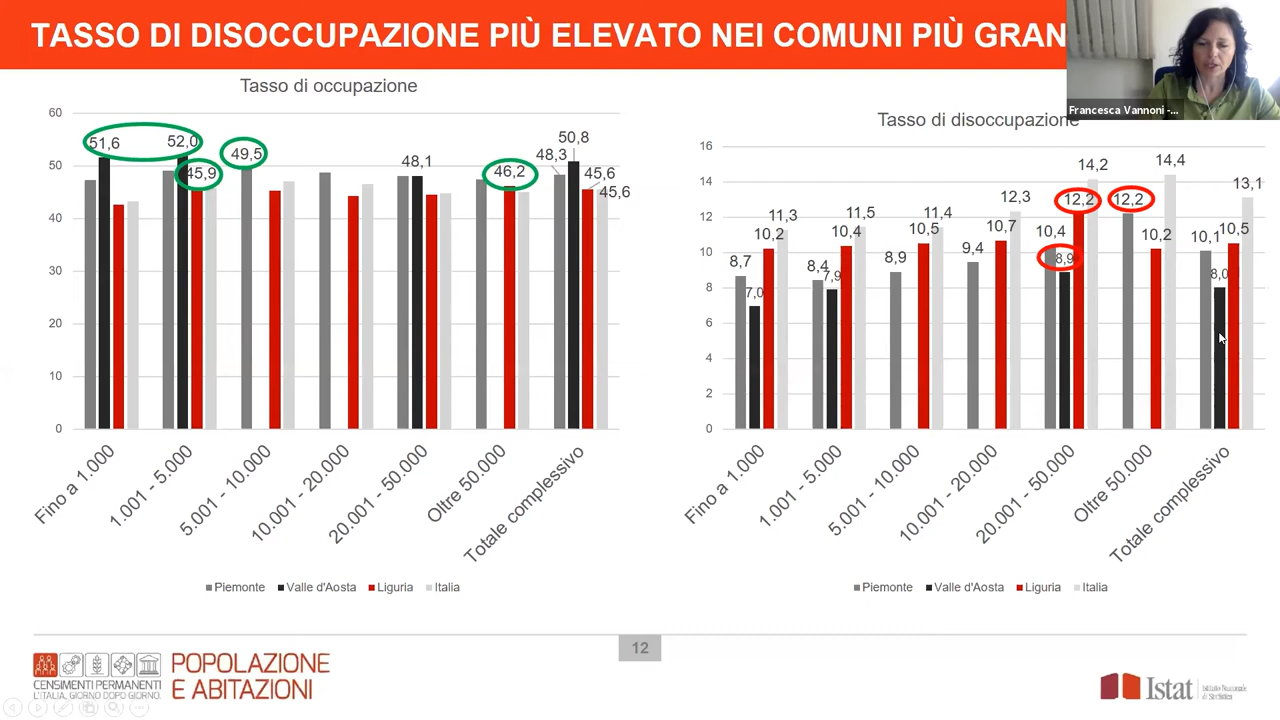 TASSO DI DISOCCUPAZIONE PIÙ ELEVATO NEI COMUNI PIÙ GRAN
Francesca Vannoni -...
Tasso di occupazione
60
50
40
30
20
10
0
51,6
52,0
45,9
49,5
48,1
46,2
48,3
50,8
45,6
45,6
Fino a 1.000
1.001 - 5.000
5.001 - 10.000
10.001 - 20.000
20.001 - 50.000
Oltre 50.000
Totale complessivo
Piemonte Valle d'Aosta Liguria Italia
Tasso di disoccupazione
16
14
12
10
8
6
4
2
0
8,7
7,0
10,2
11,3
8,4
7,9
10,4
11,5
8,9
10,5
11,4
9,4
10,7
12,3
10,4
8,9
12,2
14,2
12,2
10,2
14,4
10,1
8,0
10,5
13,1
Fino a 1.000
1.001 - 5.000
5.001 - 10.000
10.001 - 20.000
20.001 - 50.000
Oltre 50.000
Totale complessivo
Piemonte Valle d'Aosta Liguria Italia
12
CENSIMENTI PERMANENTI
L'ITALIA, GIORNO DOPO GIORNO.
POPOLAZIONE
E ABITAZIONI
Istat
Istituto Nazionale
di Statistica